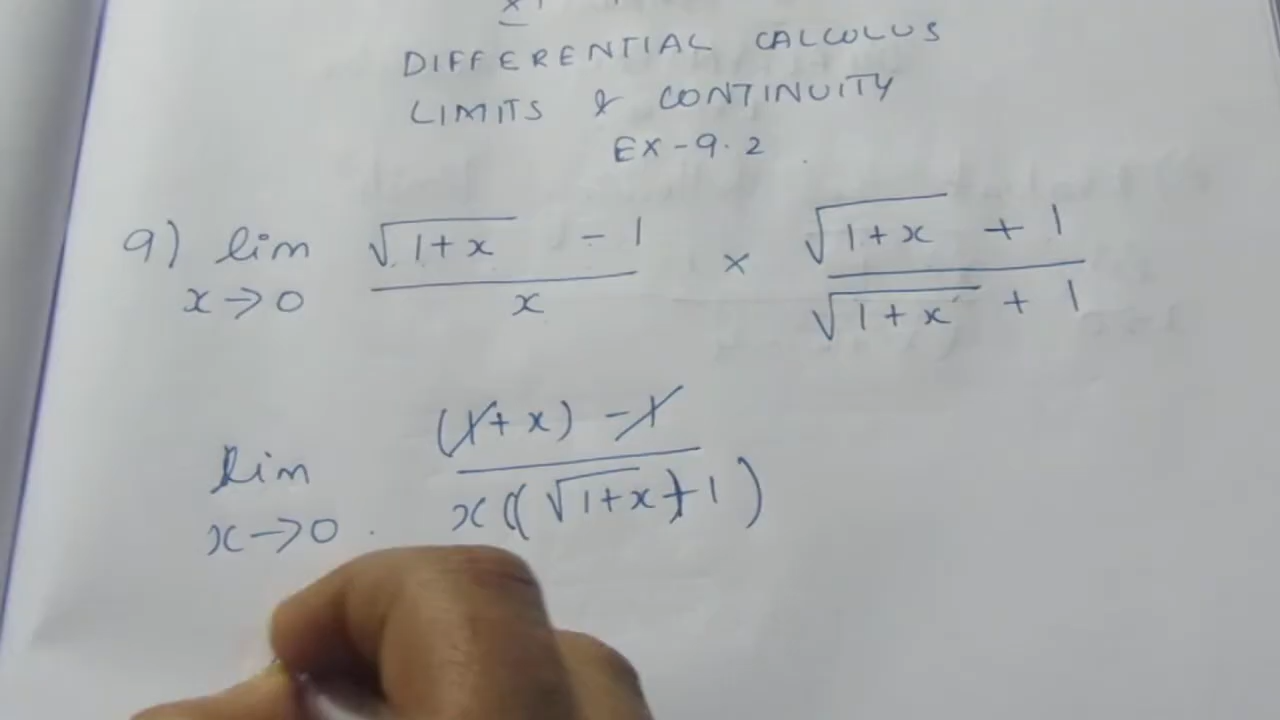 DIFFERENTIAL CALCULUS
LIMITS & CONTINUITY
EX-9.2
9) lim x→0 (√(1+x) - 1)/x × (√(1+x) + 1)/(√(1+x) + 1)
lim x→0 ((1+x) - 1)/(x(√(1+x) + 1))